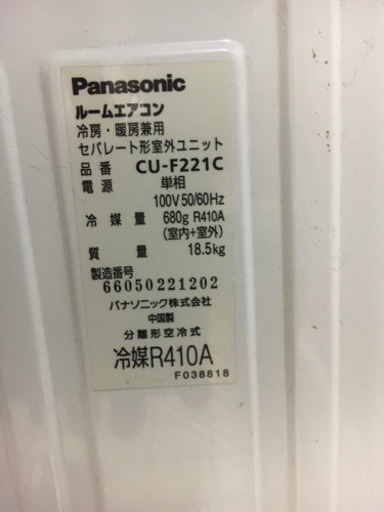 Panasonic
ルームエアコン
冷房・暖房兼用
セパレート形室外ユニット
品番 CU-F221C
電源 単相
100V 50/60Hz
冷媒量 680g R410A
(室内+室外)
質量 18.5kg
製造番号
66050221202
パナソニック株式会社
中国製
分離形空冷式
冷媒R410A
F038818